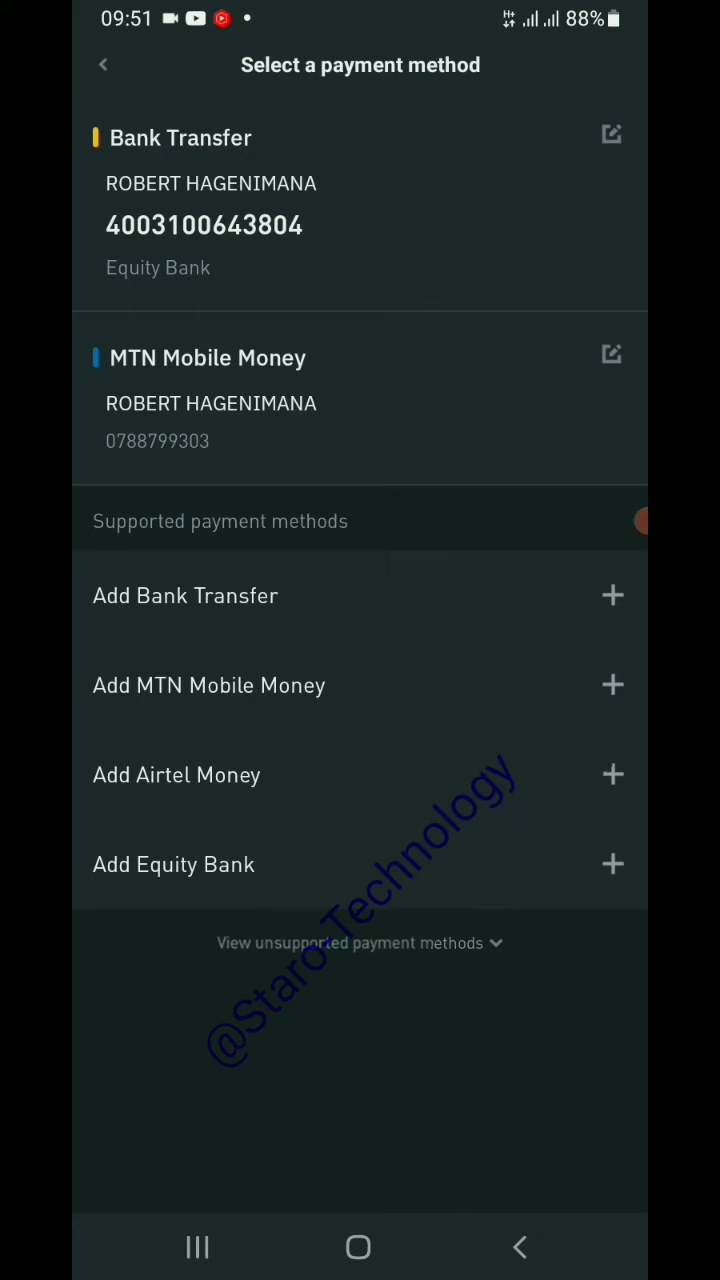 09:51
88%
Select a payment method
Bank Transfer
ROBERT HAGENIMANA
4003100643804
Equity Bank
MTN Mobile Money
ROBERT HAGENIMANA
0788799303
Supported payment methods
Add Bank Transfer
Add MTN Mobile Money
Add Airtel Money
Add Equity Bank
View unsupported payment methods
@Staro-Technology